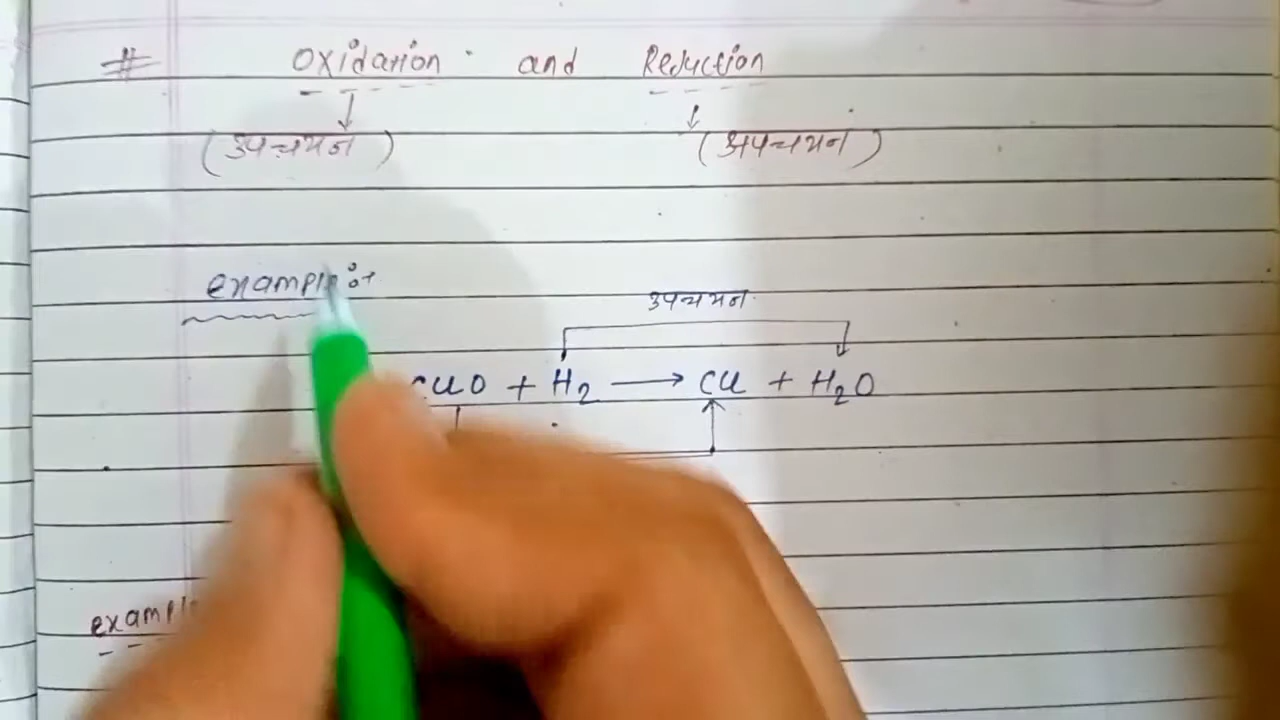 # Oxidation and Reduction
(उपचयन) (अपचयन)
example:-
उपचयन
CuO + H₂ → Cu + H₂O